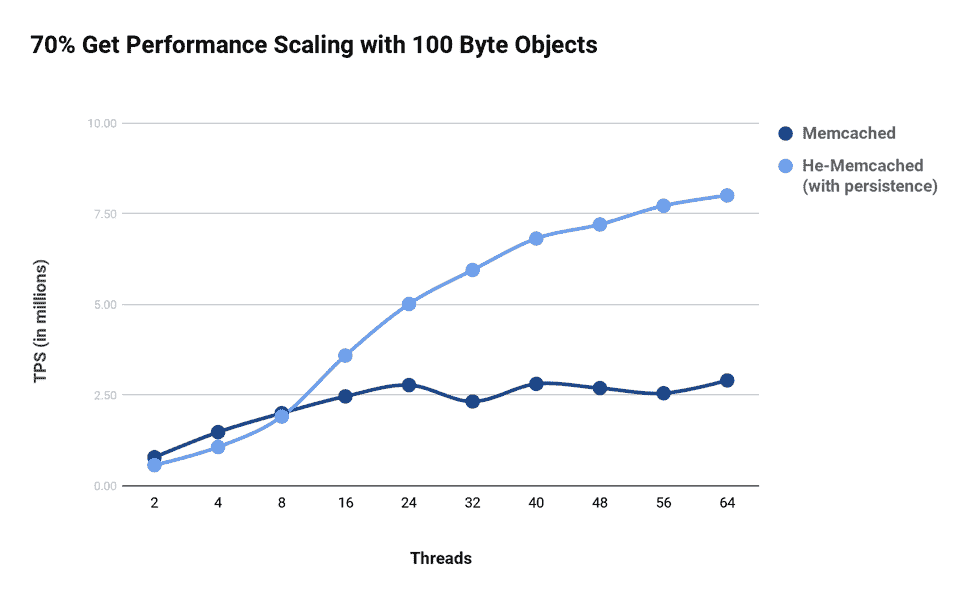 70% Get Performance Scaling with 100 Byte Objects
10.00
7.50
5.00
2.50
0.00
TPS (in millions)
2 4 8 16 24 32 40 48 56 64
Threads
Memcached
He-Memcached
(with persistence)